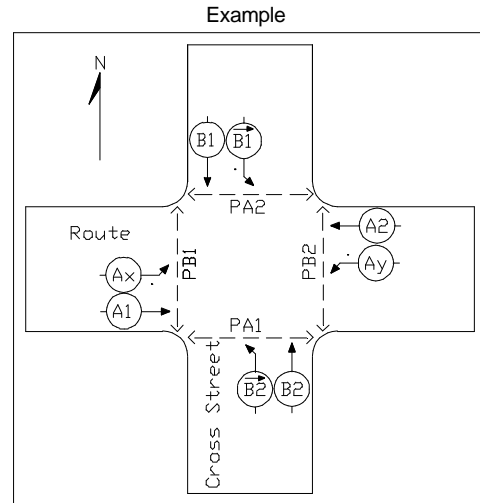 Example
N
B1 B1
PA2
Route
A2
PB1
PB2
Ax
Ay
A1
PA1
Cross Street
B2 B2